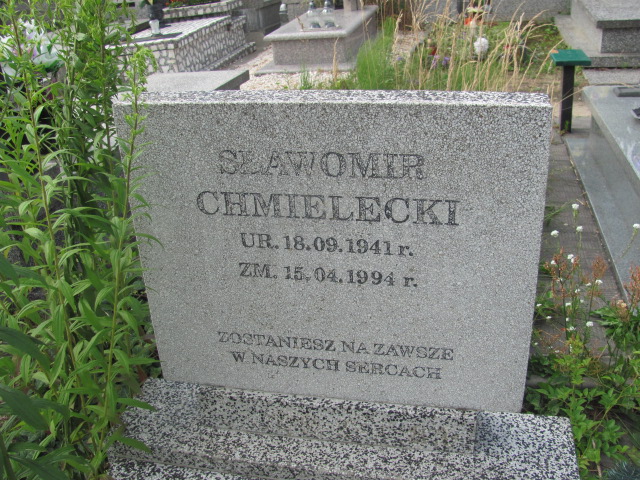 SŁAWOMIR
CHMIELECKI
UR. 18.09.1941 r.
ZM. 15.04.1994 r.
ZOSTANIESZ NA ZAWSZE
W NASZYCH SERCACH